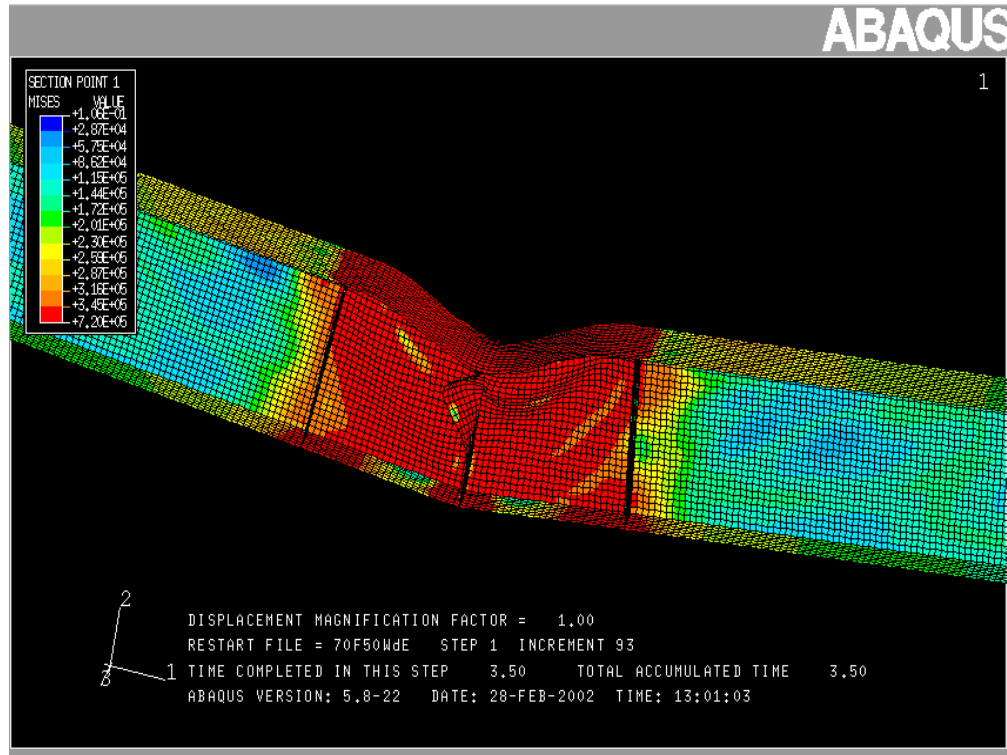 ABAQUS
1
SECTION POINT 1
MISES VALUE
+1.06E-01
+2.87E+04
+5.75E+04
+8.62E+04
+1.15E+05
+1.44E+05
+1.72E+05
+2.01E+05
+2.30E+05
+2.59E+05
+2.87E+05
+3.16E+05
+3.45E+05
+7.20E+05
2
1
3
DISPLACEMENT MAGNIFICATION FACTOR = 1.00
RESTART FILE = 70F50WdE STEP 1 INCREMENT 93
TIME COMPLETED IN THIS STEP 3.50 TOTAL ACCUMULATED TIME 3.50
ABAQUS VERSION: 5.8-22 DATE: 28-FEB-2002 TIME: 13:01:03